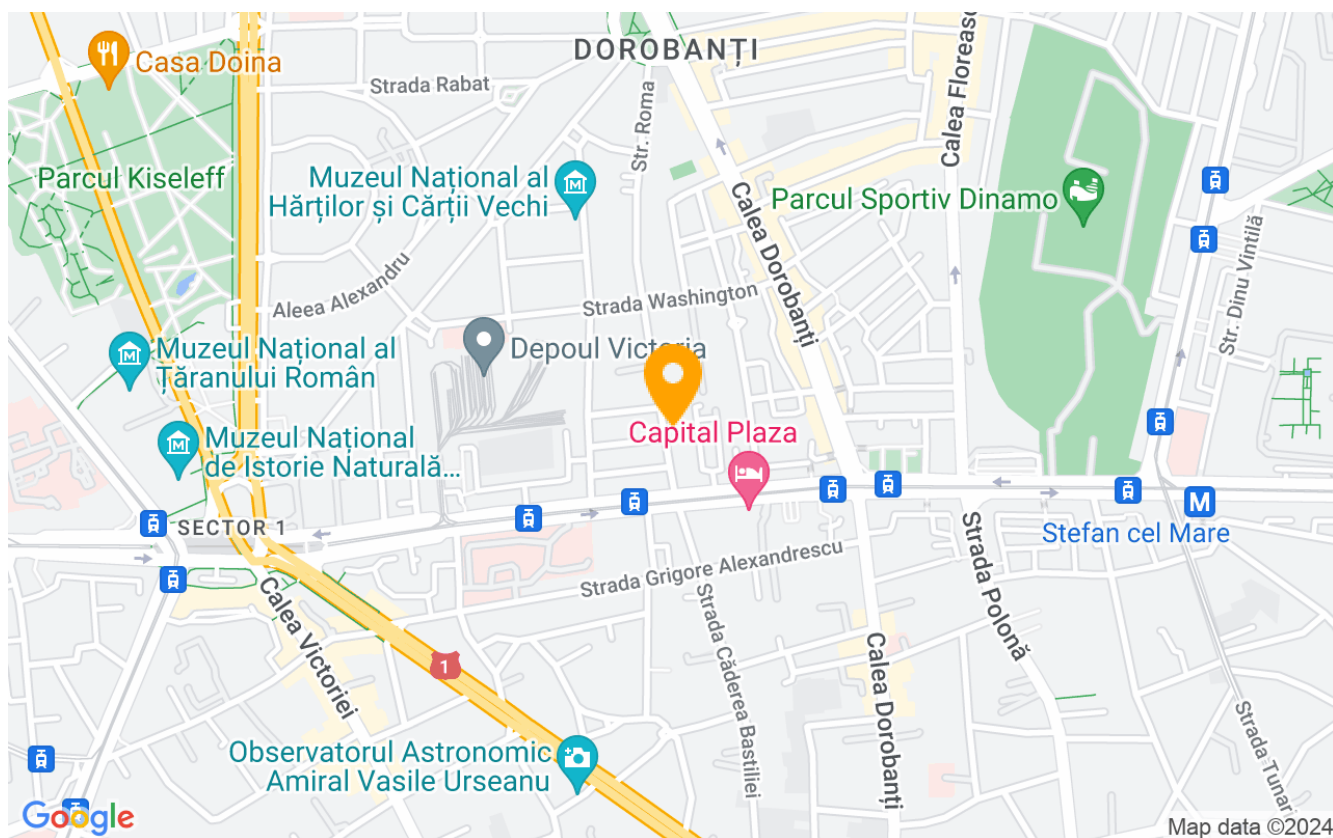 DOROBANȚI
Casa Doina
Strada Rabat
Str. Roma
Calea Floreasc
Parcul Kiseleff
Muzeul Național al
Hărților și Cărții Vechi
Calea Dorobanți
Parcul Sportiv Dinamo
Aleea Alexandru
Strada Washington
Str. Dinu Vintilă
Muzeul Național al
Țăranului Român
Depoul Victoria
Muzeul Național
de Istorie Naturală...
Capital Plaza
SECTOR 1
M
Stefan cel Mare
Strada Grigore Alexandrescu
Strada Polonă
Calea Victoriei
Strada Căderea Bastiliei
1
Calea Dorobanți
Observatorul Astronomic
Amiral Vasile Urseanu
Strada Tunari
Google
Map data ©2024